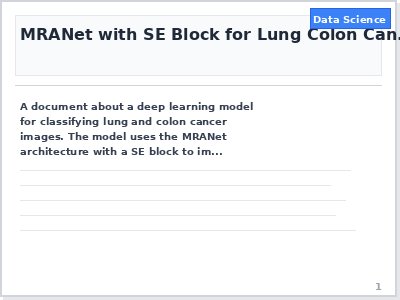 Data Science
MRANet with SE Block for Lung Colon Can...
A document about a deep learning model
for classifying lung and colon cancer
images. The model uses the MRANet
architecture with a SE block to im...
1